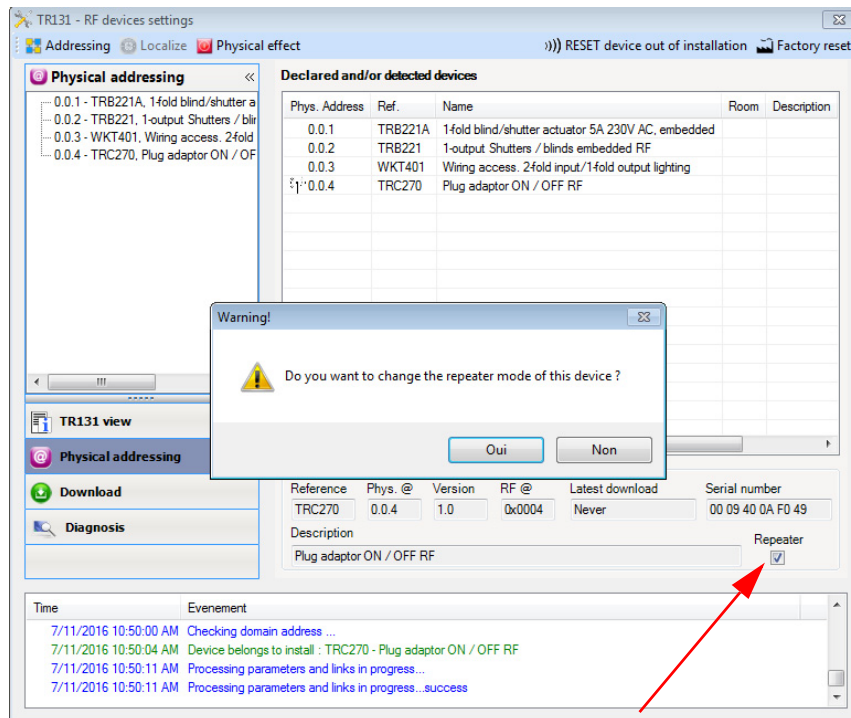 TR131 - RF devices settings
Addressing Localize Physical effect ))) RESET device out of installation Factory reset
Physical addressing «
0.0.1 - TRB221A, 1-fold blind/shutter a
0.0.2 - TRB221, 1-output Shutters / blin
0.0.3 - WKT401, Wiring access. 2-fold
0.0.4 - TRC270, Plug adaptor ON / OF
Declared and/or detected devices
Phys. Address Ref. Name Room Description
0.0.1 TRB221A 1-fold blind/shutter actuator 5A 230V AC, embedded
0.0.2 TRB221 1-output Shutters / blinds embedded RF
0.0.3 WKT401 Wiring access. 2-fold input/1-fold output lighting
0.0.4 TRC270 Plug adaptor ON / OFF RF
Warning!
Do you want to change the repeater mode of this device ?
Oui Non
TR131 view
Physical addressing
Download
Diagnosis
Reference Phys. @ Version RF @ Latest download Serial number
TRC270 0.0.4 1.0 0x0004 Never 00 09 40 0A F0 49
Description
Repeater
Plug adaptor ON / OFF RF
Time Evenement
7/11/2016 10:50:00 AM Checking domain address ...
7/11/2016 10:50:04 AM Device belongs to install : TRC270 - Plug adaptor ON / OFF RF
7/11/2016 10:50:11 AM Processing parameters and links in progress...
7/11/2016 10:50:11 AM Processing parameters and links in progress...success